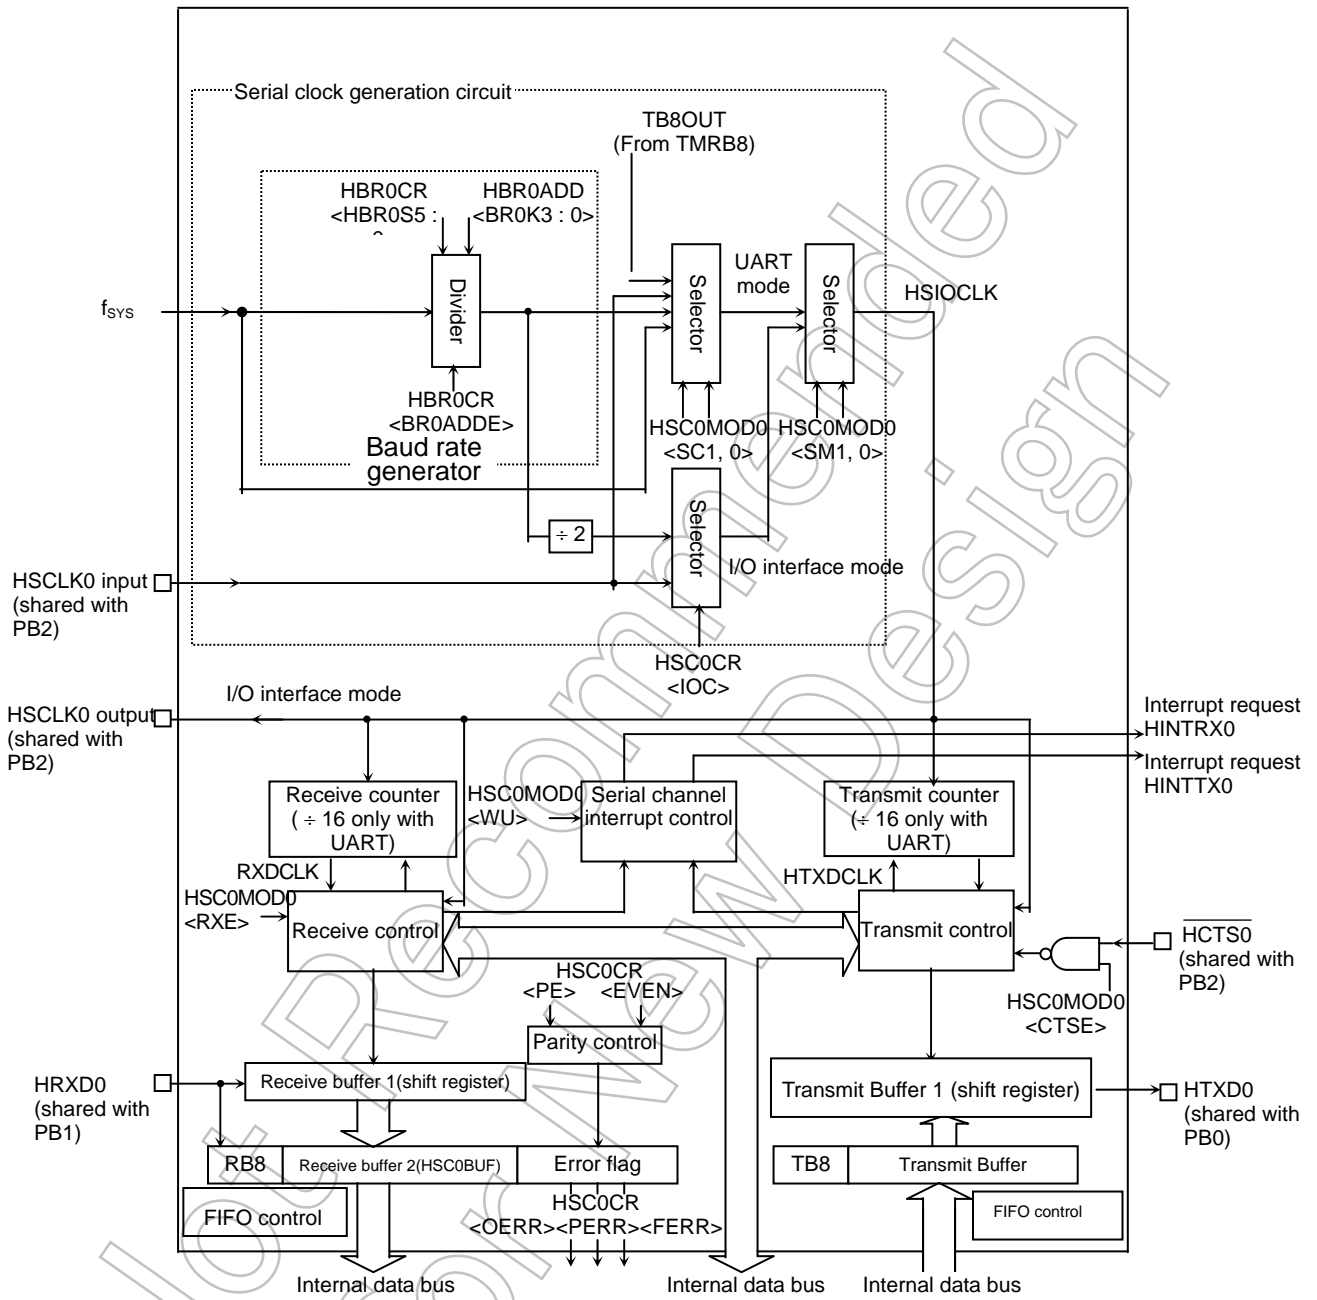 Serial clock generation circuit
TB8OUT
(From TMRB8)
HBR0CR
<HBR0S5 :
HBR0ADD
<BR0K3 : 0>
fSYS
Divider
Selector
UART
mode
Selector
HSIOCLK
HBR0CR
<BR0ADDE>
Baud rate
generator
HSC0MOD0
<SC1, 0>
HSC0MOD0
<SM1, 0>
÷ 2
Selector
I/O interface mode
HSCLK0 input
(shared with
PB2)
HSC0CR
<IOC>
I/O interface mode
HSCLK0 output
(shared with
PB2)
Interrupt request
HINTRX0
Interrupt request
HINTTX0
Receive counter
( ÷ 16 only with
UART)
HSC0MOD0
<WU>
Serial channel
interrupt control
Transmit counter
(÷ 16 only with
UART)
RXDCLK
HTXDCLK
HSC0MOD0
<RXE>
Receive control
Transmit control
HCTS0
(shared with
PB2)
HSC0MOD0
<CTSE>
HSC0CR
<PE>
<EVEN>
Parity control
HRXD0
(shared with
PB1)
Receive buffer 1(shift register)
Transmit Buffer 1 (shift register)
HTXD0
(shared with
PB0)
RB8
Receive buffer 2(HSC0BUF)
Error flag
TB8
Transmit Buffer
FIFO control
HSC0CR
<OERR><PERR><FERR>
FIFO control
Internal data bus
Internal data bus
Internal data bus
Not Recommended
for New Design